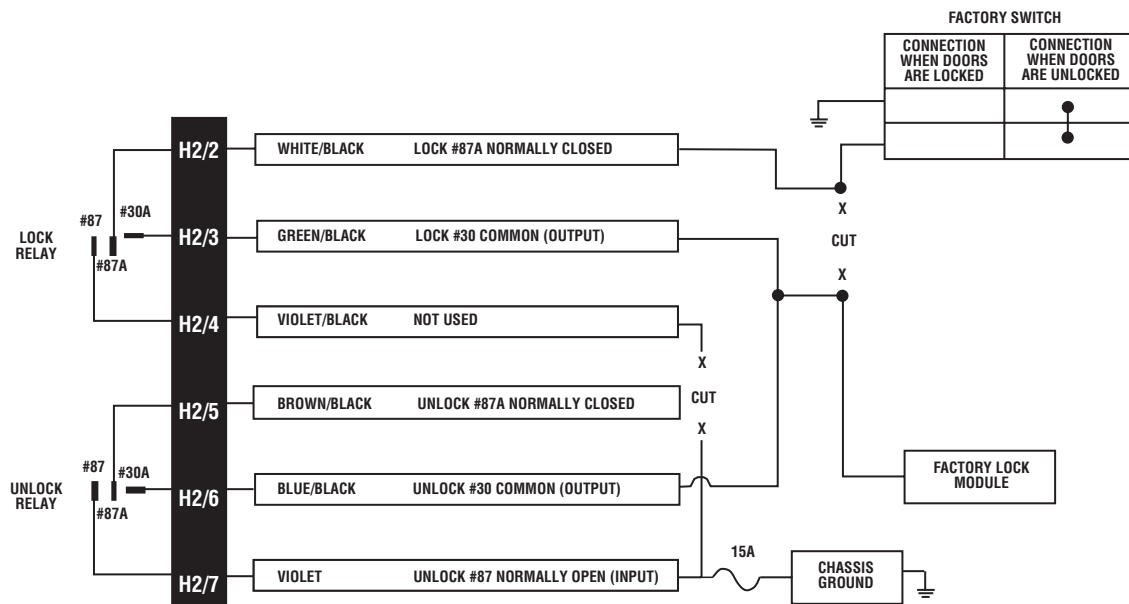 FACTORY SWITCH
CONNECTION
WHEN DOORS
ARE LOCKED
CONNECTION
WHEN DOORS
ARE UNLOCKED
H2/2
WHITE/BLACK LOCK #87A NORMALLY CLOSED
#87
#30A
#87A
LOCK
RELAY
H2/3
GREEN/BLACK LOCK #30 COMMON (OUTPUT)
X
CUT
X
H2/4
VIOLET/BLACK NOT USED
X
CUT
X
H2/5
BROWN/BLACK UNLOCK #87A NORMALLY CLOSED
#87
#30A
#87A
UNLOCK
RELAY
H2/6
BLUE/BLACK UNLOCK #30 COMMON (OUTPUT)
FACTORY LOCK
MODULE
H2/7
VIOLET UNLOCK #87 NORMALLY OPEN (INPUT)
15A
CHASSIS
GROUND